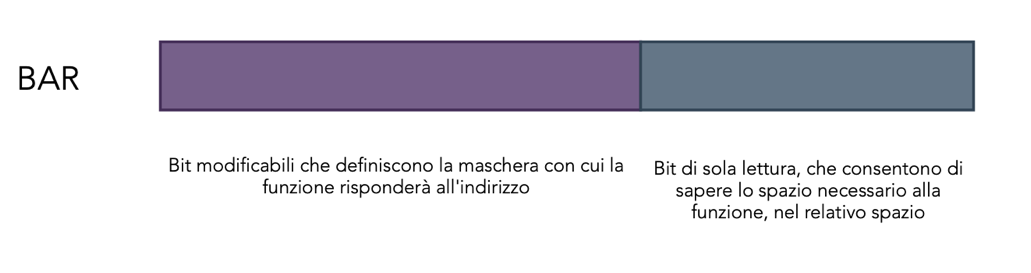 BAR
Bit modificabili che definiscono la maschera con cui la
funzione risponderà all'indirizzo
Bit di sola lettura, che consentono di
sapere lo spazio necessario alla
funzione, nel relativo spazio